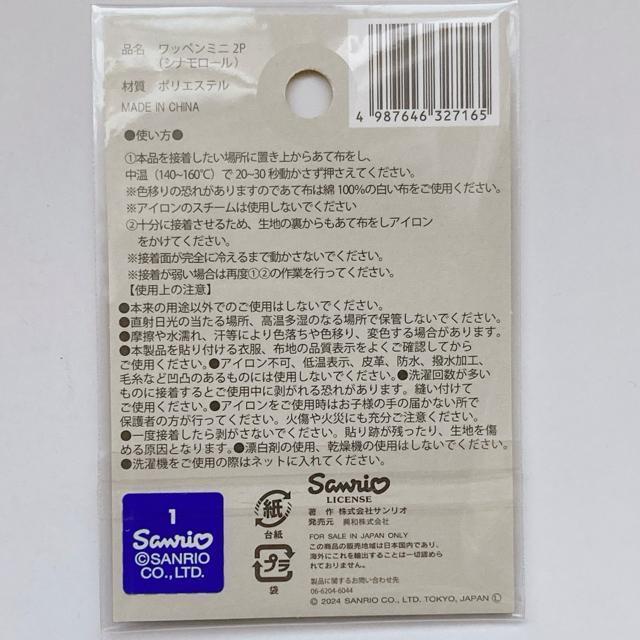 品名 ワッペンミニ 2P
（シナモロール）
材質 ポリエステル
MADE IN CHINA
4 987646 327165
●使い方●
①本品を接着したい場所に置き上からあて布をし、
中温（140~160℃）で 20~30 秒動かさず押さえてください。
※色移りの恐れがありますのであて布は綿 100%の白い布をご使用ください。
※アイロンのスチームは使用しないでください
②十分に接着させるため、生地の裏からもあて布をしアイロン
をかけてください。
※接着面が完全に冷えるまで動かさないでください。
※接着が弱い場合は再度①②の作業を行ってください。
【使用上の注意】
●本来の用途以外でのご使用はしないでください。
●直射日光の当たる場所、高温多湿のなる場所で保管しないでください。
●摩擦や水濡れ、汗等により色落ちや色移り、変色する場合があります。
●本製品を貼り付ける衣服、布地の品質表示をよくご確認してから
ご使用ください。●アイロン不可、低温表示、皮革、防水、撥水加工、
毛糸など凹凸のあるものには使用しないでください。●洗濯回数が多い
ものに接着するとご使用中に剥がれる恐れがあります。縫い付けて
ご使用ください。●アイロンをご使用時はお子様の手の届かない所で
保護者の方が行ってください。火傷や火災にも充分ご注意ください。
●一度接着したら剥がさないでください。貼り跡が残ったり、生地を傷
める原因となります。●漂白剤の使用、乾燥機の使用はしないでください。
●洗濯機をご使用の際はネットに入れてください。
1
Sanrio
©SANRIO
CO., LTD.
紙
台紙
プラ
袋
Sanrio
LICENSE
著 作 株式会社サンリオ
発売元 興和株式会社
FOR SALE IN JAPAN ONLY
この商品の販売地域は日本国内であり、
海外にこれを輸出することは一切認め
られておりません。
製品に関するお問い合わせ先
06-6204-6044
© 2024 SANRIO CO., LTD. TOKYO, JAPAN Ⓛ